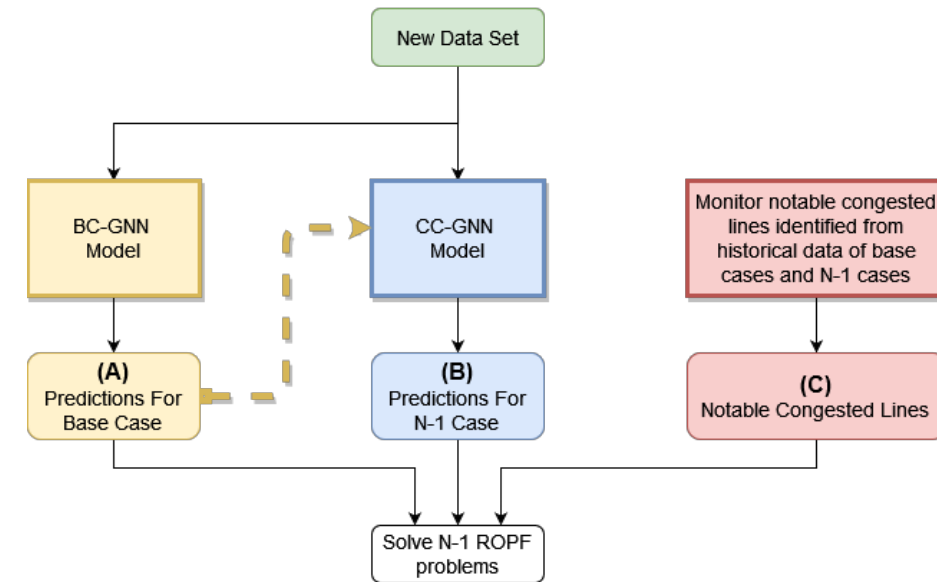 New Data Set
BC-GNN
Model
CC-GNN
Model
Monitor notable congested
lines identified from
historical data of base
cases and N-1 cases
(A)
Predictions For
Base Case
(B)
Predictions For
N-1 Case
(C)
Notable Congested Lines
Solve N-1 ROPF
problems